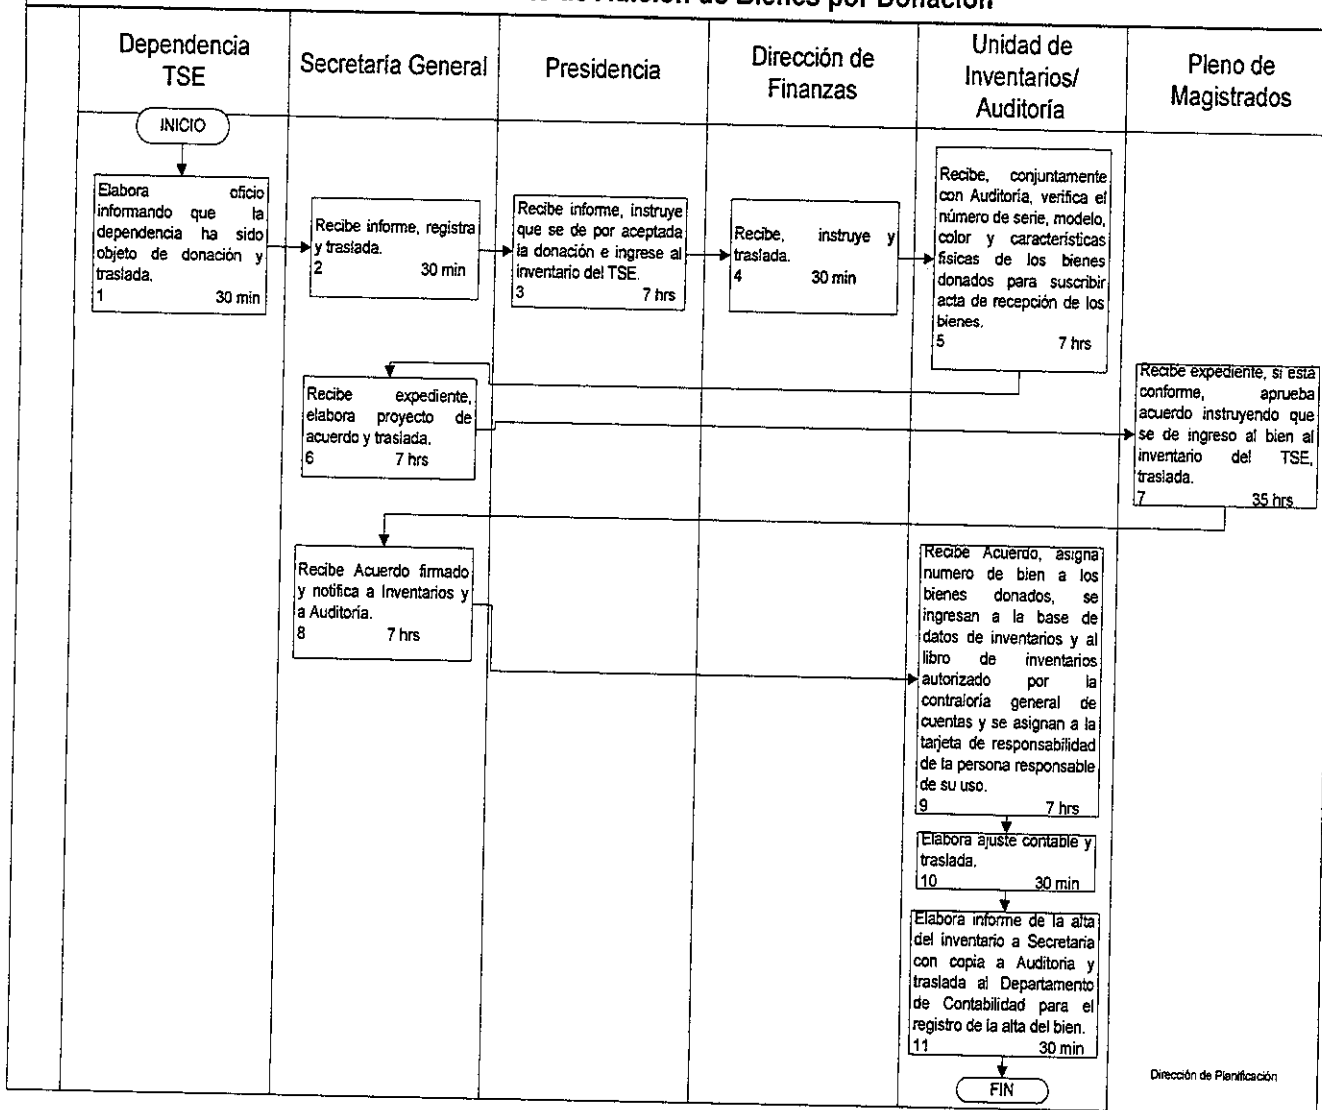 de Adición de Bienes por Donación
Dependencia
TSE
Secretaría General
Presidencia
Dirección de
Finanzas
Unidad de
Inventarios/
Auditoría
Pleno de
Magistrados
INICIO
Elabora oficio
informando que la
dependencia ha sido
objeto de donación y
traslada.
1 30 min
Recibe informe, registra
y traslada.
2 30 min
Recibe informe, instruye
que se de por aceptada
la donación e ingrese al
inventario del TSE.
3 7 hrs
Recibe, instruye y
traslada.
4 30 min
Recibe, conjuntamente
con Auditoría, verifica el
número de serie, modelo,
color y características
físicas de los bienes
donados para suscribir
acta de recepción de los
bienes.
5 7 hrs
Recibe expediente,
elabora proyecto de
acuerdo y traslada.
6 7 hrs
Recibe expediente, si está
conforme, aprueba
acuerdo instruyendo que
se de ingreso al bien al
inventario del TSE,
traslada.
7 35 hrs
Recibe Acuerdo firmado
y notifica a Inventarios y
a Auditoría.
8 7 hrs
Recibe Acuerdo, asigna
numero de bien a los
bienes donados, se
ingresan a la base de
datos de inventarios y al
libro de inventarios
autorizado por la
contraloría general de
cuentas y se asignan a la
tarjeta de responsabilidad
de la persona responsable
de su uso.
9 7 hrs
Elabora ajuste contable y
traslada.
10 30 min
Elabora informe de la alta
del inventario a Secretaria
con copia a Auditoria y
traslada al Departamento
de Contabilidad para el
registro de la alta del bien.
11 30 min
FIN
Dirección de Planificación